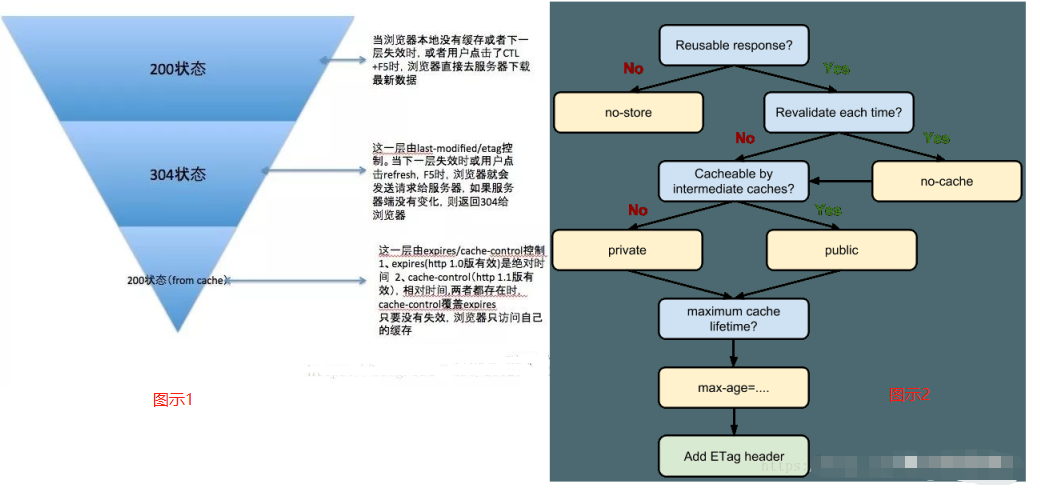 200状态
当浏览器本地没有缓存或者下一
层失效时，或者用户点击了CTL
+F5时，浏览器直接去服务器下载
最新数据
304状态
这一层由last-modified/etag控
制。当下一层失效时或用户点
击refresh，F5时，浏览器就会
发送请求给服务器，如果服务
器端没有变化，则返回304给
浏览器
200状态(from cache)
这一层由expires/cache-control控制
1、expires(http 1.0版有效)是绝对时
间 2、cache-control（http 1.1版有
效），相对时间,两者都存在时,
cache-control覆盖expires
只要没有失效，浏览器只访问自己
的缓存
图示1
Reusable response?
No
Yes
no-store
Revalidate each time?
No
Yes
Cacheable by
intermediate caches?
no-cache
No
Yes
private
public
maximum cache
lifetime?
max-age=....
图示2
Add ETag header